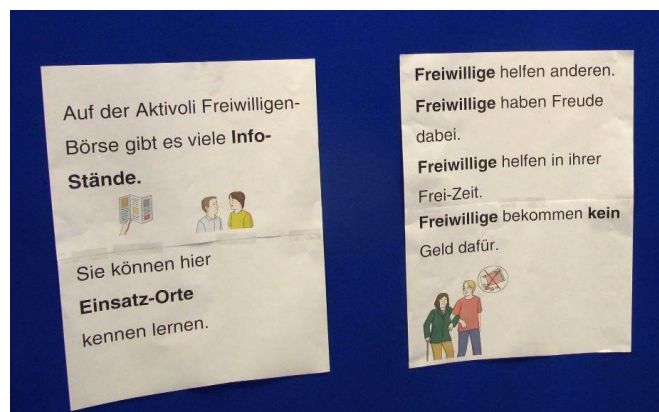 Auf der Aktivoli Freiwilligen-
Börse gibt es viele Info-
Stände.
Sie können hier
Einsatz-Orte
kennen lernen.
Freiwillige helfen anderen.
Freiwillige haben Freude
dabei.
Freiwillige helfen in ihrer
Frei-Zeit.
Freiwillige bekommen kein
Geld dafür.